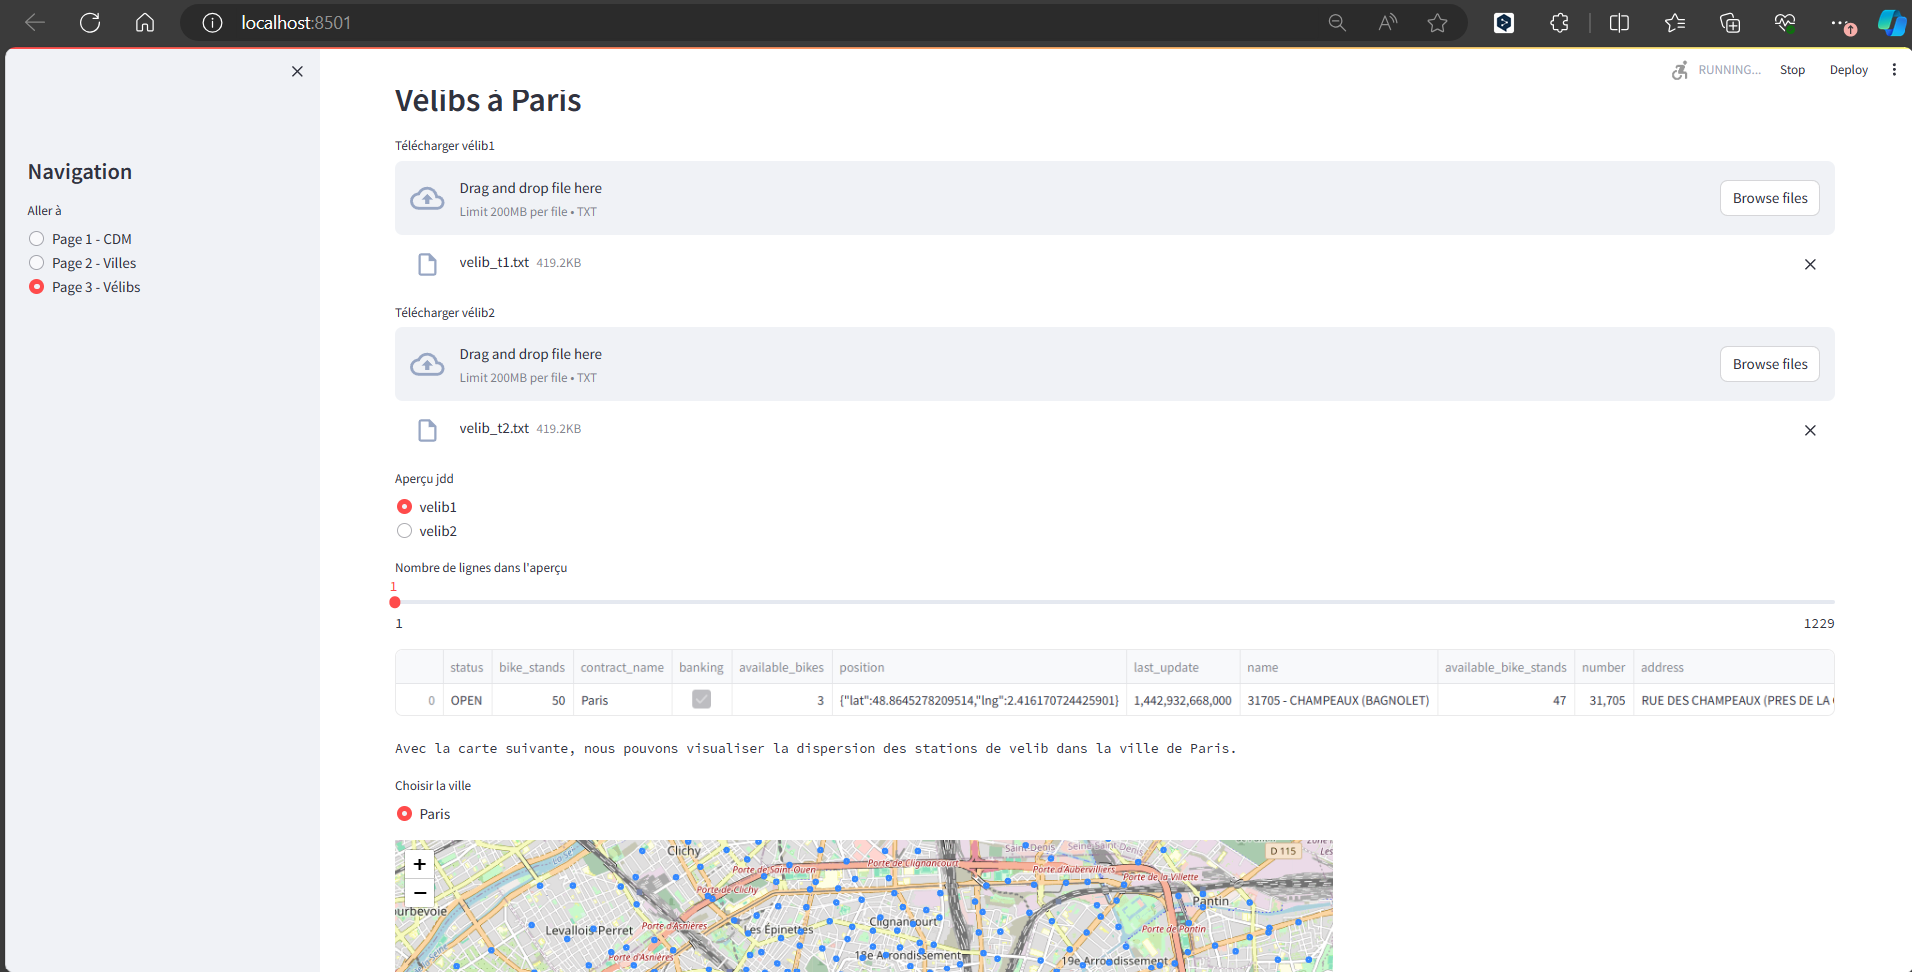 localhost:8501
RUNNING... Stop Deploy
Navigation
Aller à
Page 1 - CDM
Page 2 - Villes
Page 3 - Vélibs
Vélibs à Paris
Télécharger vélib1
Drag and drop file here
Limit 200MB per file • TXT
Browse files
velib_t1.txt 419.2KB
Télécharger vélib2
Drag and drop file here
Limit 200MB per file • TXT
Browse files
velib_t2.txt 419.2KB
Aperçu jdd
velib1
velib2
Nombre de lignes dans l'aperçu
1
1 1229
status bike_stands contract_name banking available_bikes position last_update name available_bike_stands number address
0 OPEN 50 Paris 3 {"lat":48.8645278209514,"lng":2.416170724425901} 1,442,932,668,000 31705 - CHAMPEAUX (BAGNOLET) 47 31,705 RUE DES CHAMPEAUX (PRES DE LA
Avec la carte suivante, nous pouvons visualiser la dispersion des stations de velib dans la ville de Paris.
Choisir la ville
Paris
+
−
Clichy
Saint-Denis
Seine-Saint-Denis
D 115
Porte de Saint-Ouen
Porte de Clignancourt
Porte d'Aubervilliers
Porte de la Villette
Porte de Clichy
Pantin
ourbevoie
Levallois-Perret
Porte d'Asnières
Les Épinettes
Clignancourt
Porte de Pantin
Porte d'Asnières
18e Arrondissement
19e Arrondissement